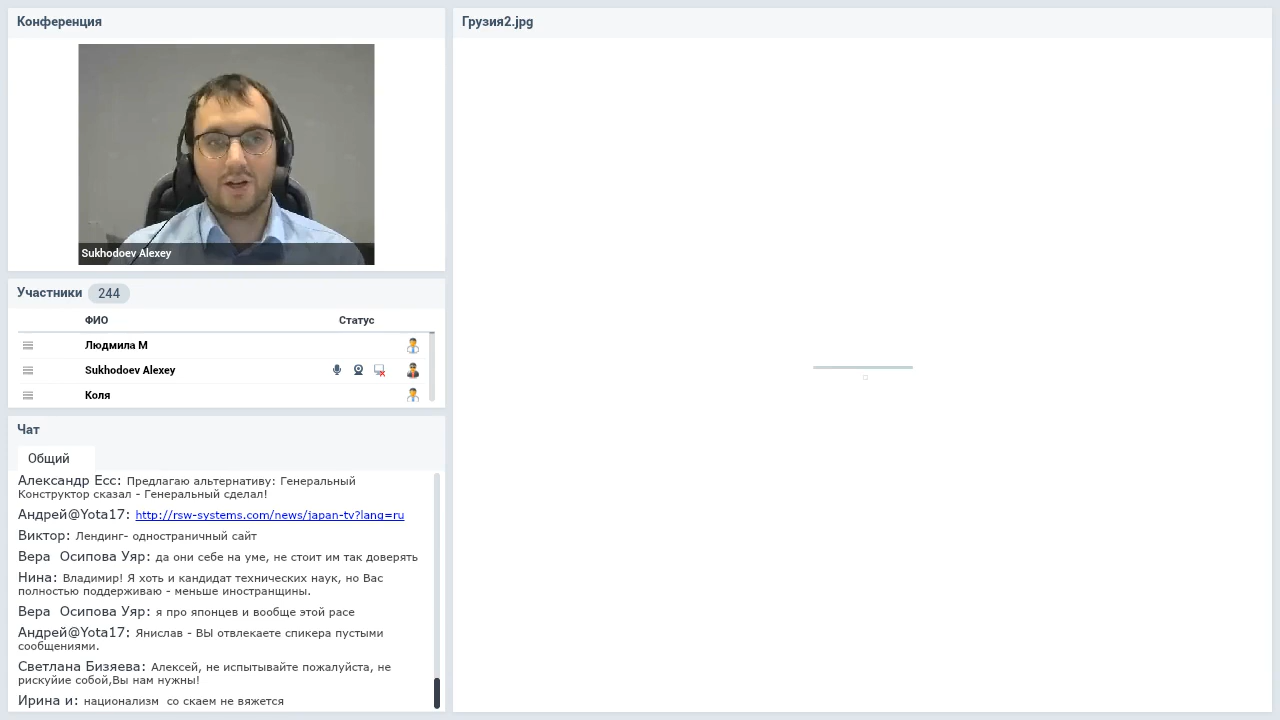 Конференция
Sukhodoev Alexey
Участники 244
ФИО Статус
Людмила М
Sukhodoev Alexey
Коля
Чат
Общий
Александр Есс: Предлагаю альтернативу: Генеральный
Конструктор сказал - Генеральный сделал!
Андрей@Yota17: http://rsw-systems.com/news/japan-tv?lang=ru
Виктор: Лендинг- одностраничный сайт
Вера Осипова Уяр: да они себе на уме, не стоит им так доверять
Нина: Владимир! Я хоть и кандидат технических наук, но Вас
полностью поддерживаю - меньше иностранщины.
Вера Осипова Уяр: я про японцев и вообще этой расе
Андрей@Yota17: Янислав - ВЫ отвлекаете спикера пустыми
сообщениями.
Светлана Бизяева: Алексей, не испытывайте пожалуйста, не
рискуйие собой,Вы нам нужны!
Ирина и: национализм со скаем не вяжется
Грузия2.jpg